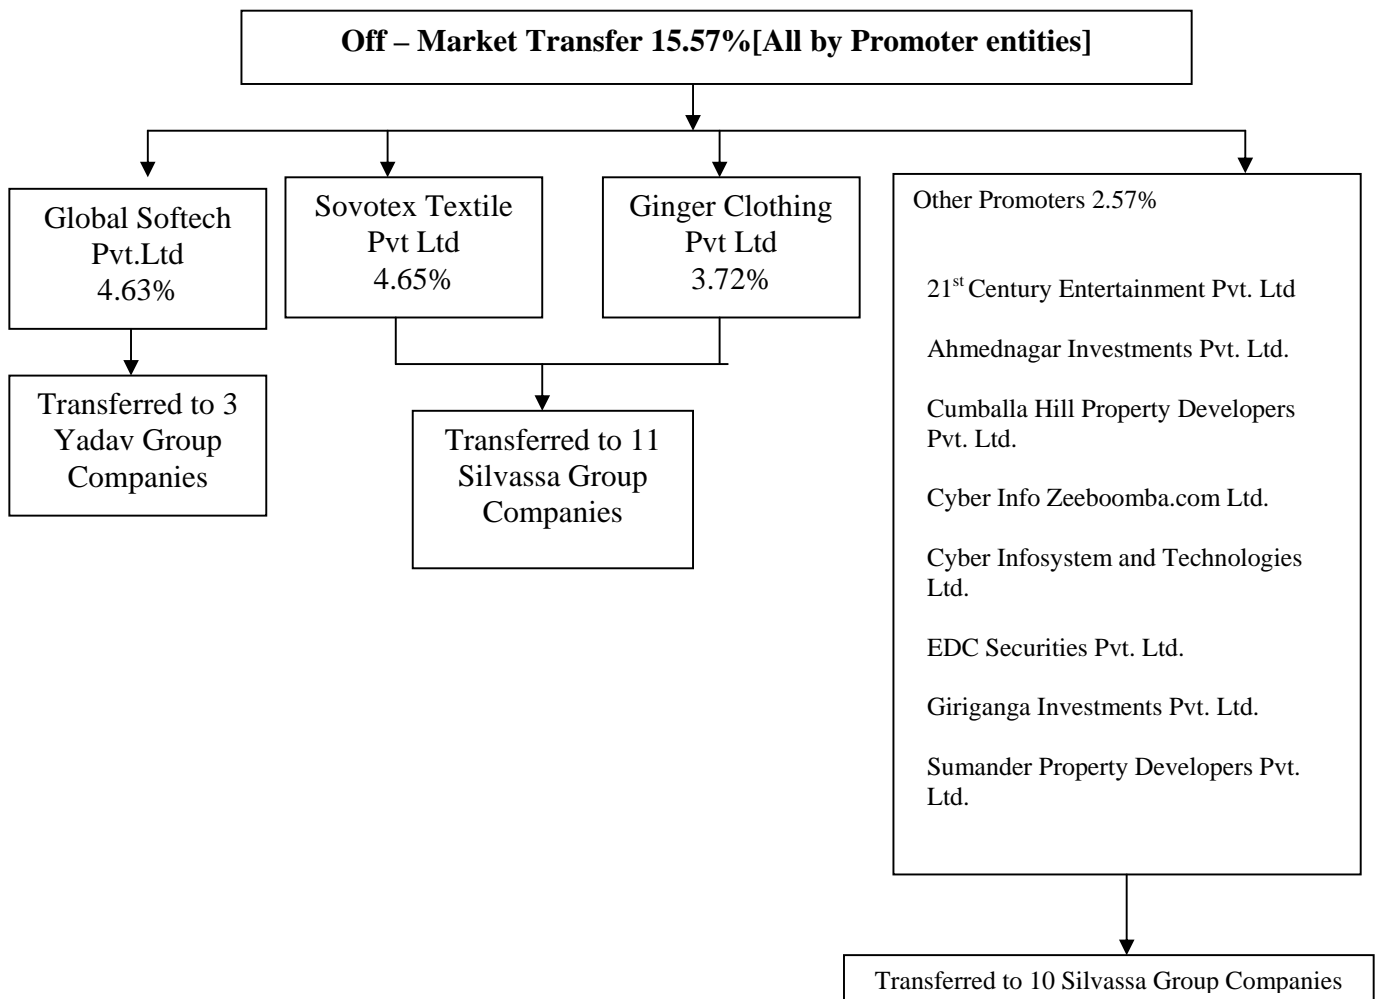 Off – Market Transfer 15.57%[All by Promoter entities]
Global Softech
Pvt.Ltd
4.63%
Sovotex Textile
Pvt Ltd
4.65%
Ginger Clothing
Pvt Ltd
3.72%
Other Promoters 2.57%
21st Century Entertainment Pvt. Ltd
Ahmednagar Investments Pvt. Ltd.
Cumballa Hill Property Developers
Pvt. Ltd.
Cyber Info Zeeboomba.com Ltd.
Cyber Infosystem and Technologies
Ltd.
EDC Securities Pvt. Ltd.
Giriganga Investments Pvt. Ltd.
Sumander Property Developers Pvt.
Ltd.
Transferred to 3
Yadav Group
Companies
Transferred to 11
Silvassa Group
Companies
Transferred to 10 Silvassa Group Companies